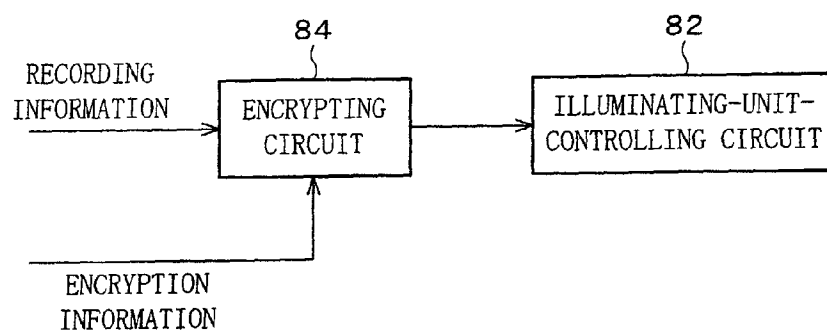 84
82
RECORDING
INFORMATION
ENCRYPTING
CIRCUIT
ILLUMINATING-UNIT-
CONTROLLING CIRCUIT
ENCRYPTION
INFORMATION